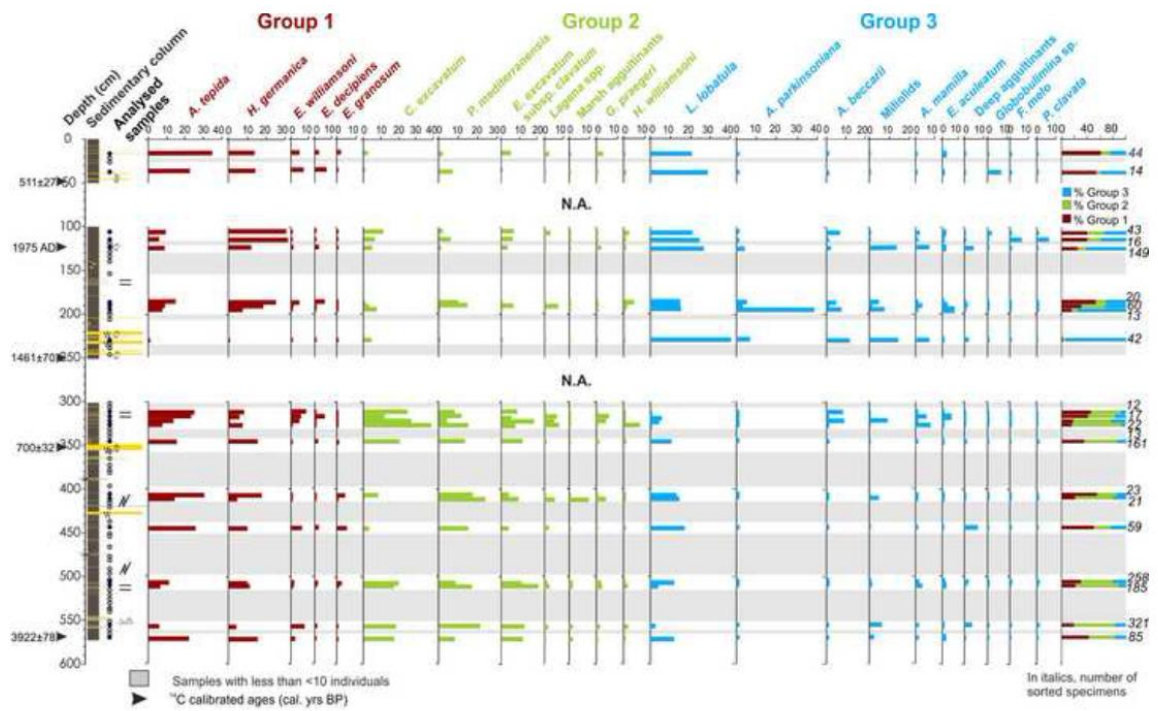 Group 1 Group 2 Group 3
Depth (cm)
Sedimentary column
Analysed samples
A. tepida
H. germanica
E. williamsoni
E. decipiens
E. granosum
C. excavatum
P. mediterranensis
E. excavatum subsp. clavatum
Lagena spp.
Marsh agglutinants
G. praegeri
H. williamsoni
L. lobatula
A. parkinsoniana
A. beccarii
Miliolids
A. mamilla
E. aculeatum
Deep agglutinants
Globobulimina sp.
F. melo
P. clavata
0
50
100
150
200
250
300
350
400
450
500
550
600
511±27
1975 AD
1461±70
700±32
3922±78
N.A.
N.A.
40 80
% Group 3
% Group 2
% Group 1
44
14
43
16
149
20
60
13
42
12
17
22
161
23
21
59
258
185
321
85
Samples with less than <10 individuals
14C calibrated ages (cal. yrs BP)
In italics, number of
sorted specimens